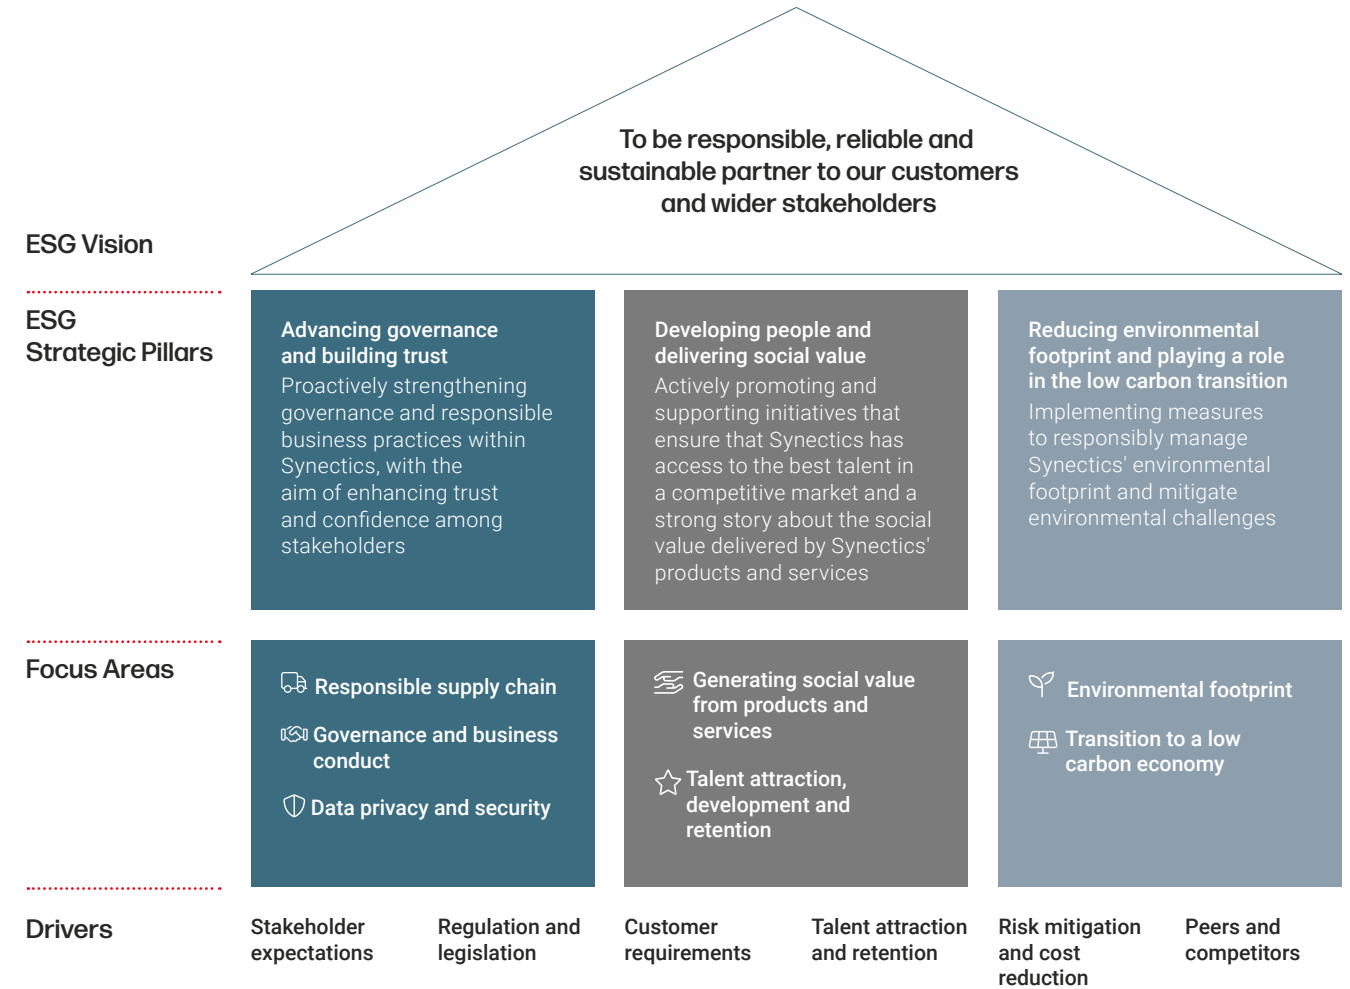 To be responsible, reliable and
sustainable partner to our customers
and wider stakeholders
ESG Vision
ESG
Strategic Pillars
Advancing governance
and building trust
Proactively strengthening
governance and responsible
business practices within
Synectics, with the
aim of enhancing trust
and confidence among
stakeholders
Developing people and
delivering social value
Actively promoting and
supporting initiatives that
ensure that Synectics has
access to the best talent in
a competitive market and a
strong story about the social
value delivered by Synectics'
products and services
Reducing environmental
footprint and playing a role
in the low carbon transition
Implementing measures
to responsibly manage
Synectics' environmental
footprint and mitigate
environmental challenges
Focus Areas
Responsible supply chain
Governance and business
conduct
Data privacy and security
Generating social value
from products and
services
Talent attraction,
development and
retention
Environmental footprint
Transition to a low
carbon economy
Drivers
Stakeholder
expectations
Regulation and
legislation
Customer
requirements
Talent attraction
and retention
Risk mitigation
and cost
reduction
Peers and
competitors